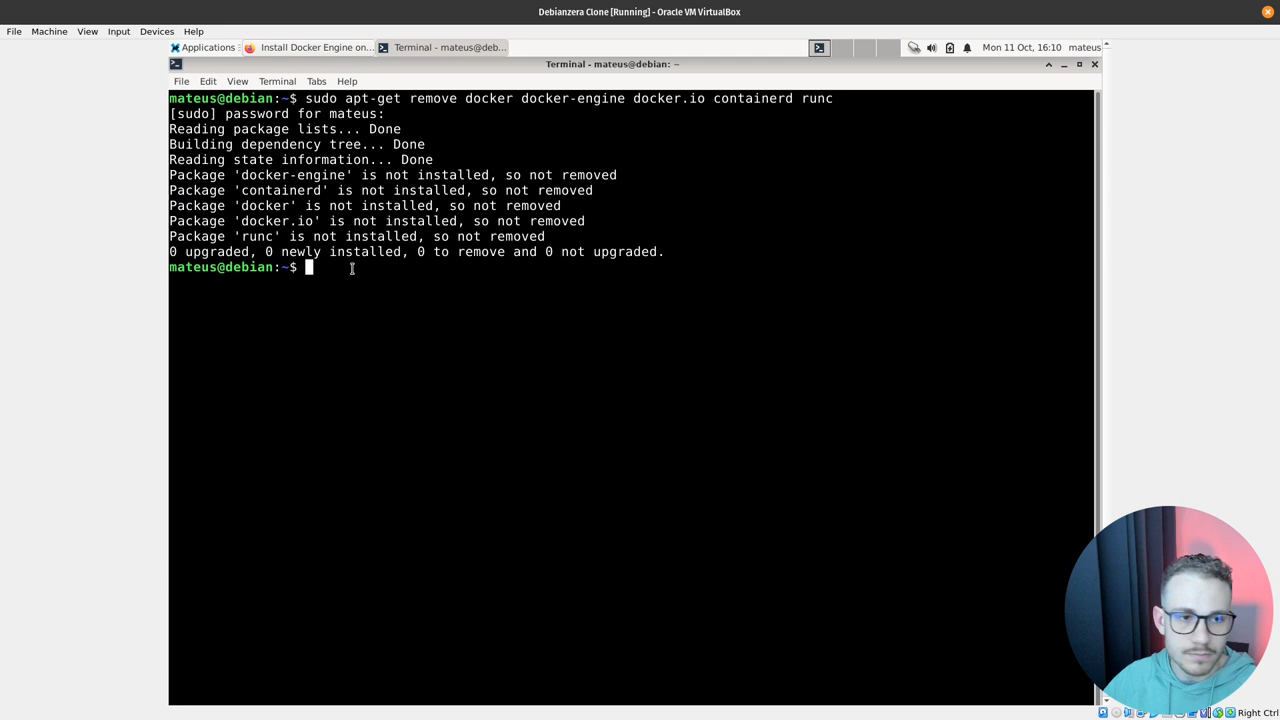 Debianzera Clone [Running] - Oracle VM VirtualBox
File Machine View Input Devices Help
Applications Install Docker Engine on... Terminal - mateus@deb... Mon 11 Oct, 16:10 mateus
Terminal - mateus@debian: ~
File Edit View Terminal Tabs Help
mateus@debian:~$ sudo apt-get remove docker docker-engine docker.io containerd runc
[sudo] password for mateus:
Reading package lists... Done
Building dependency tree... Done
Reading state information... Done
Package 'docker-engine' is not installed, so not removed
Package 'containerd' is not installed, so not removed
Package 'docker' is not installed, so not removed
Package 'docker.io' is not installed, so not removed
Package 'runc' is not installed, so not removed
0 upgraded, 0 newly installed, 0 to remove and 0 not upgraded.
mateus@debian:~$
Right Ctrl